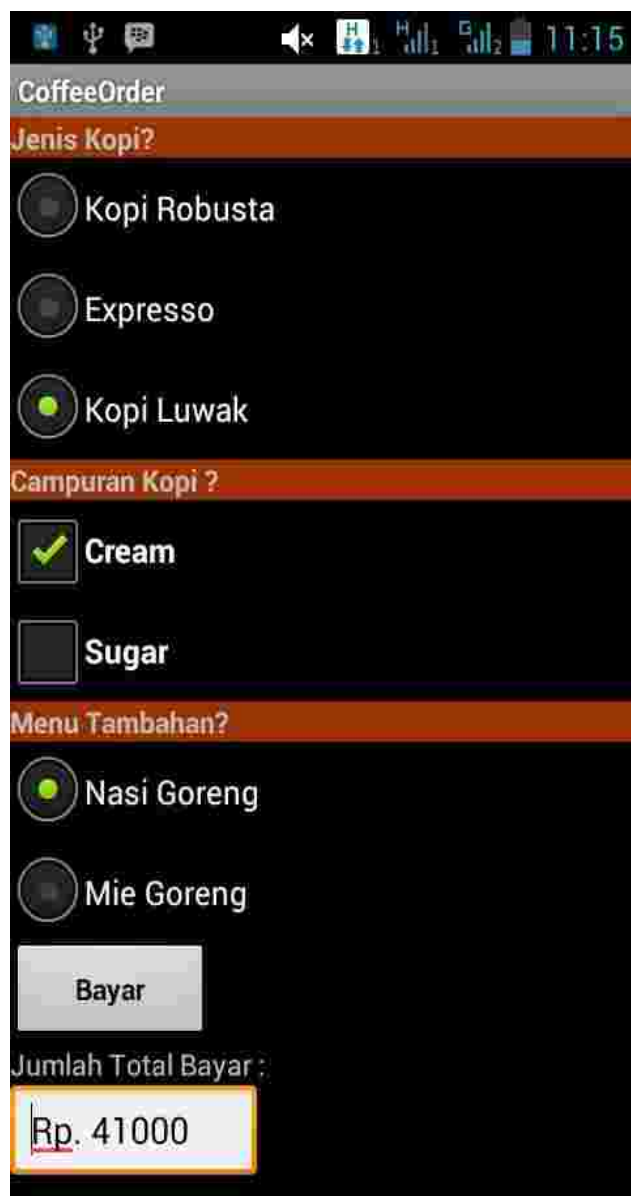 11:15
CoffeeOrder
Jenis Kopi?
Kopi Robusta
Expresso
Kopi Luwak
Campuran Kopi ?
Cream
Sugar
Menu Tambahan?
Nasi Goreng
Mie Goreng
Bayar
Jumlah Total Bayar :
Rp. 41000